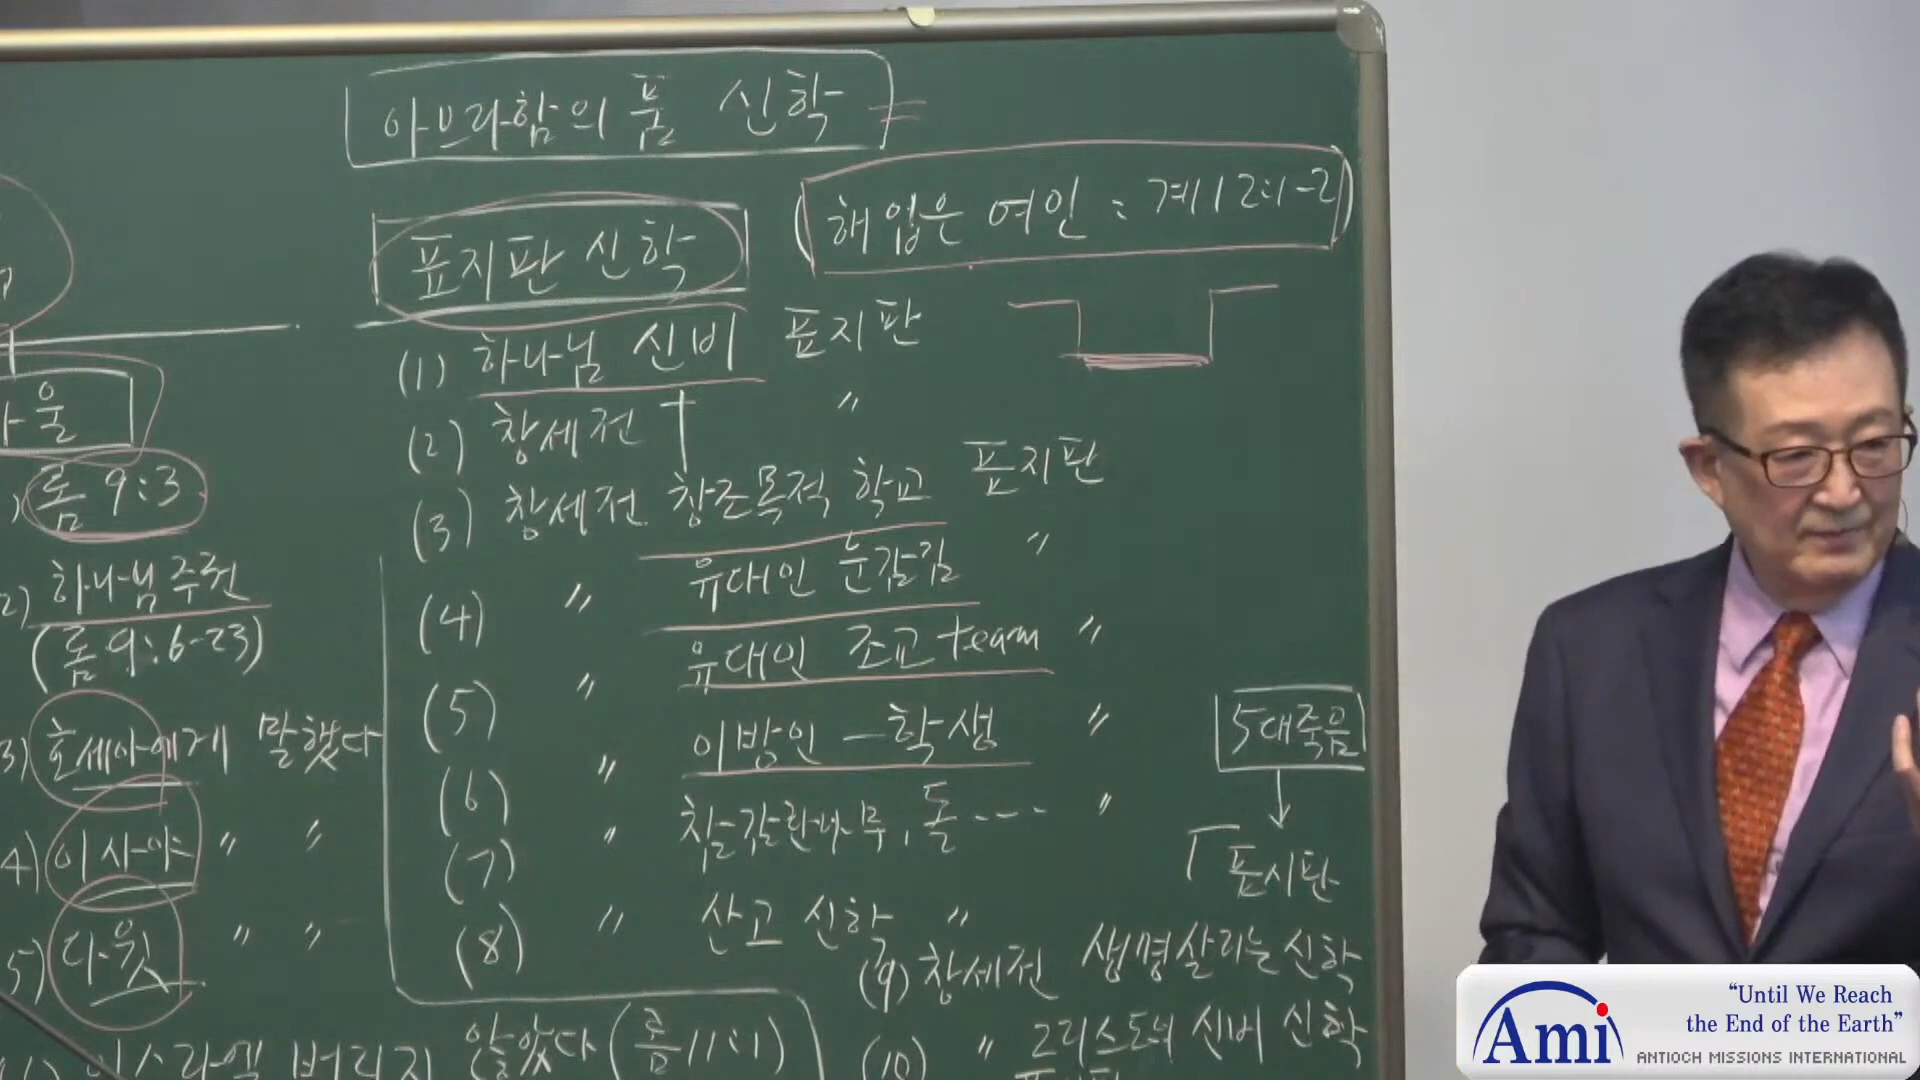 아브라함의 품 신학 =
표지판 신학
(해 입은 여인 : 계12:1-2)
(1) 하나님 신비 표지판
(2) 창세전 † 〃
(3) 창세전 창조목적 학교 표지판
(4) 〃 유대인 눈감김 〃
(5) 〃 유대인 조교 team 〃
(6) 〃 이방인 - 학생 〃
(7) 〃 참감람나무, 돌---- 〃
(8) 〃 산고 신학 〃
(9) 창세전 생명살리는 신학
(10) 〃 그리스도의 신비 신학
표지판
5대죽음
↓
「표지판
울
) 롬 9:3
2) 하나님 주권
(롬 9:6-23)
3) 호세아에게 말했다
4) 이사야 〃 〃
5) 다윗 〃 〃
이스라엘 버리지 않았다 (롬 11:1)
Ami
“Until We Reach
the End of the Earth”
ANTIOCH MISSIONS INTERNATIONAL